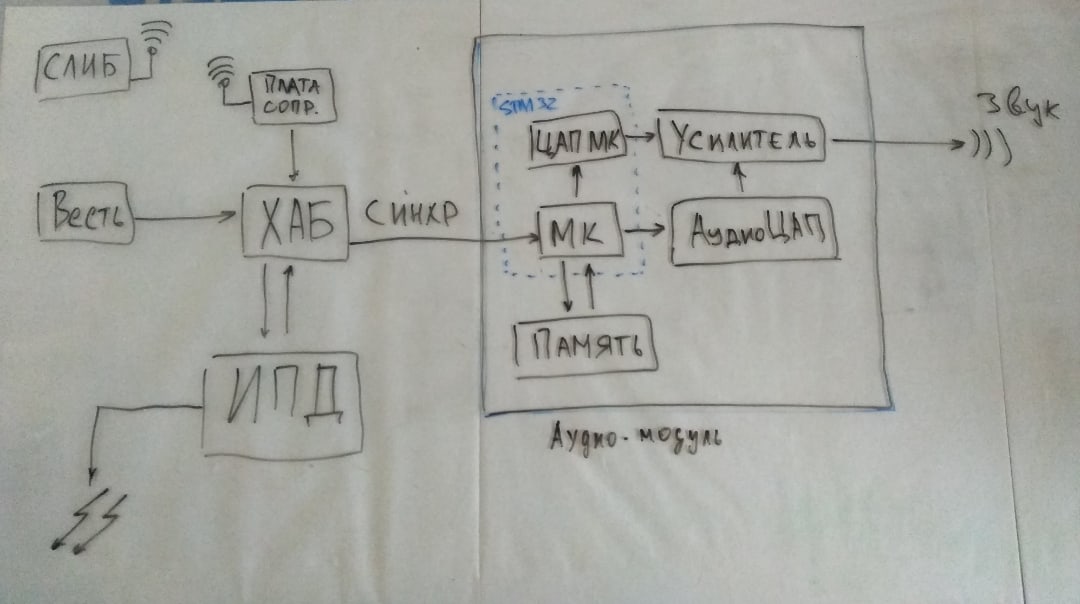 СЛИБ
ПЛАТА
СОПР.
Весть
ХАБ
СИНХР
ИПД
STM32
ЦАП МК
Усилитель
МК
АудиоЦАП
Память
Аудио-модуль
Звук